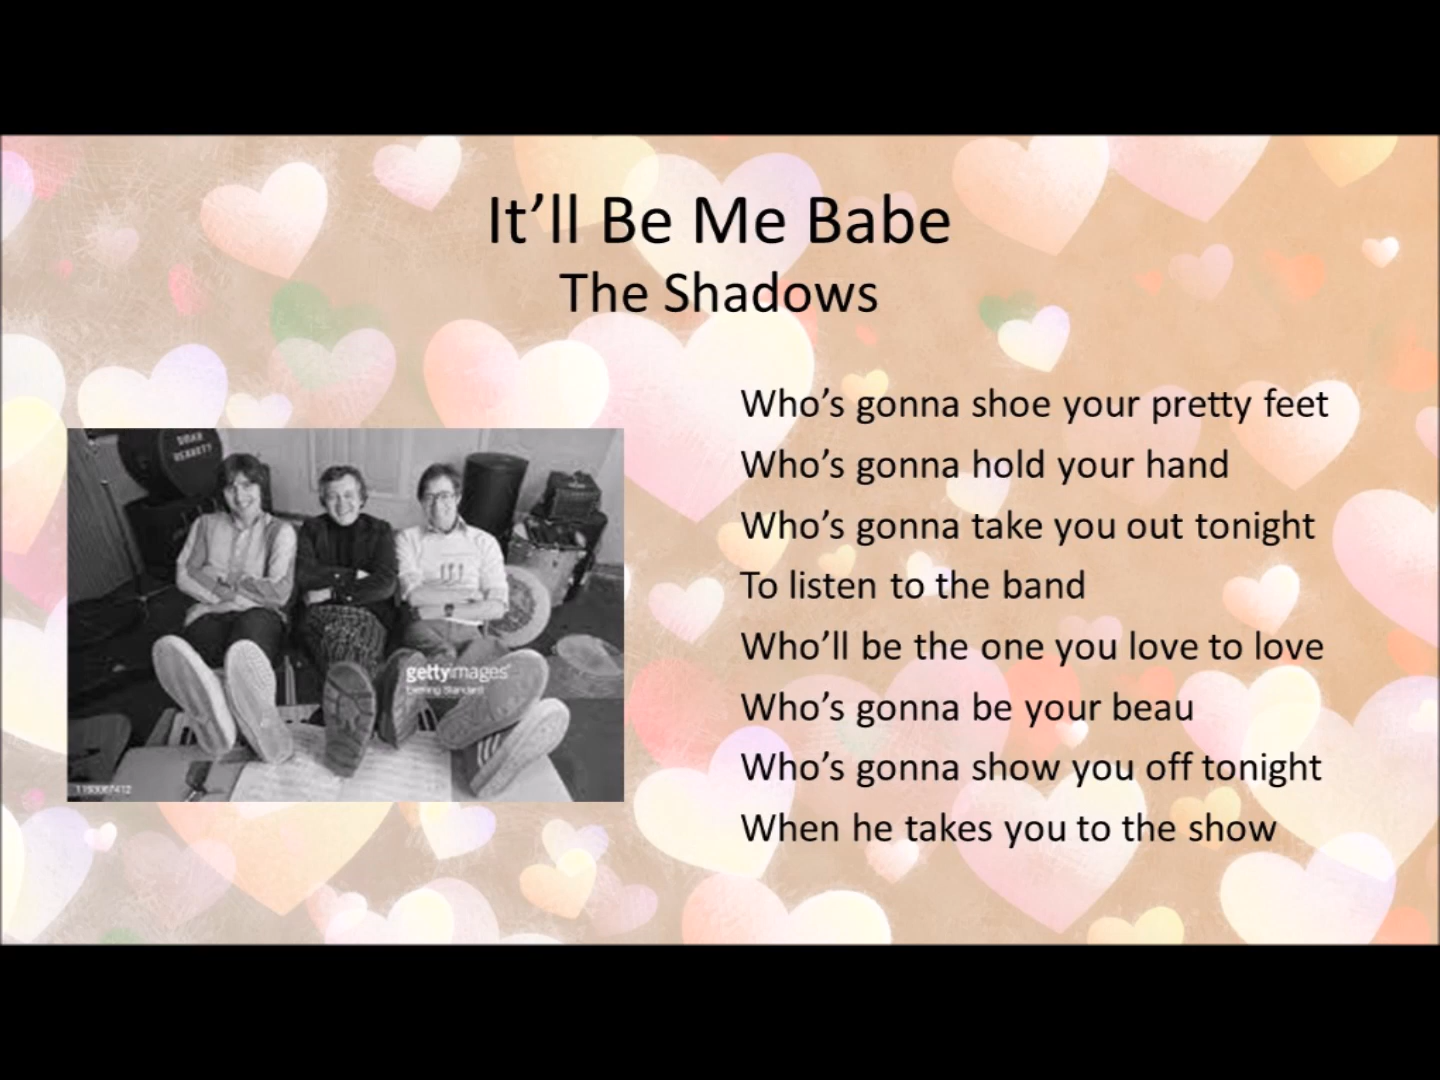 It’ll Be Me Babe
The Shadows
Who’s gonna shoe your pretty feet
Who’s gonna hold your hand
Who’s gonna take you out tonight
To listen to the band
Who’ll be the one you love to love
Who’s gonna be your beau
Who’s gonna show you off tonight
When he takes you to the show
gettyimages®
Evening Standard